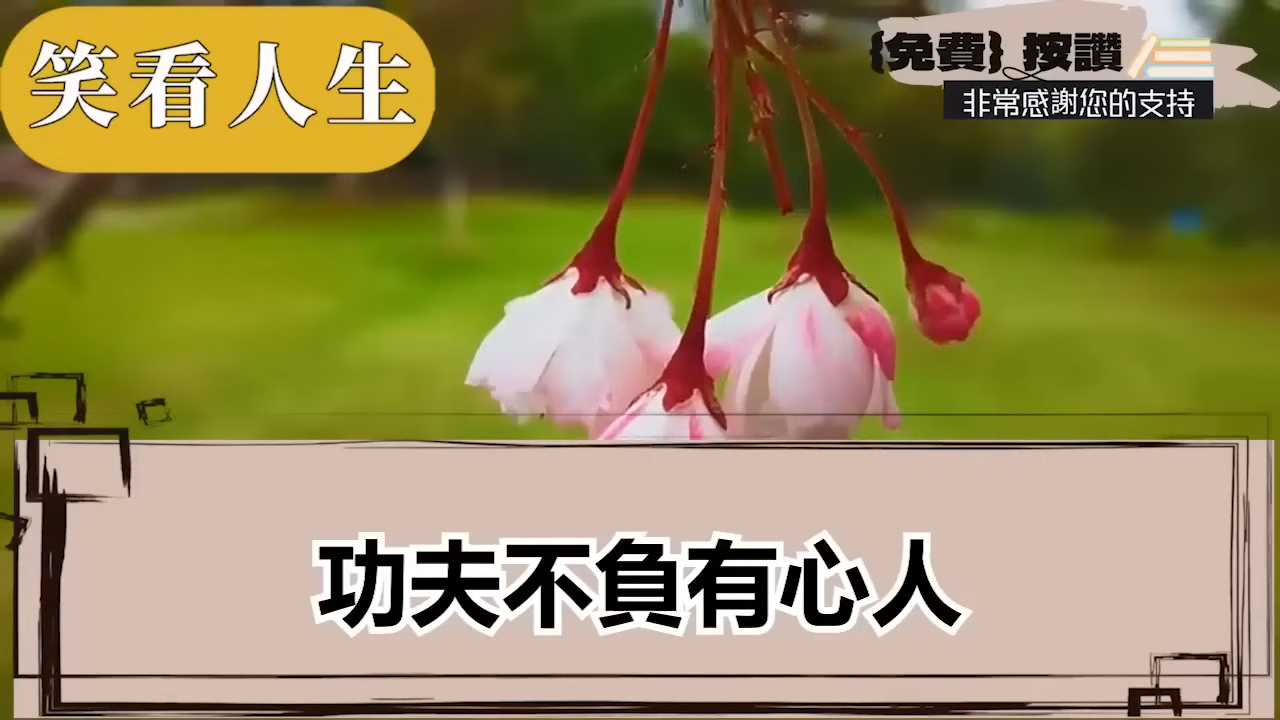 笑看人生
{免費} 按讚
非常感謝您的支持
功夫不負有心人